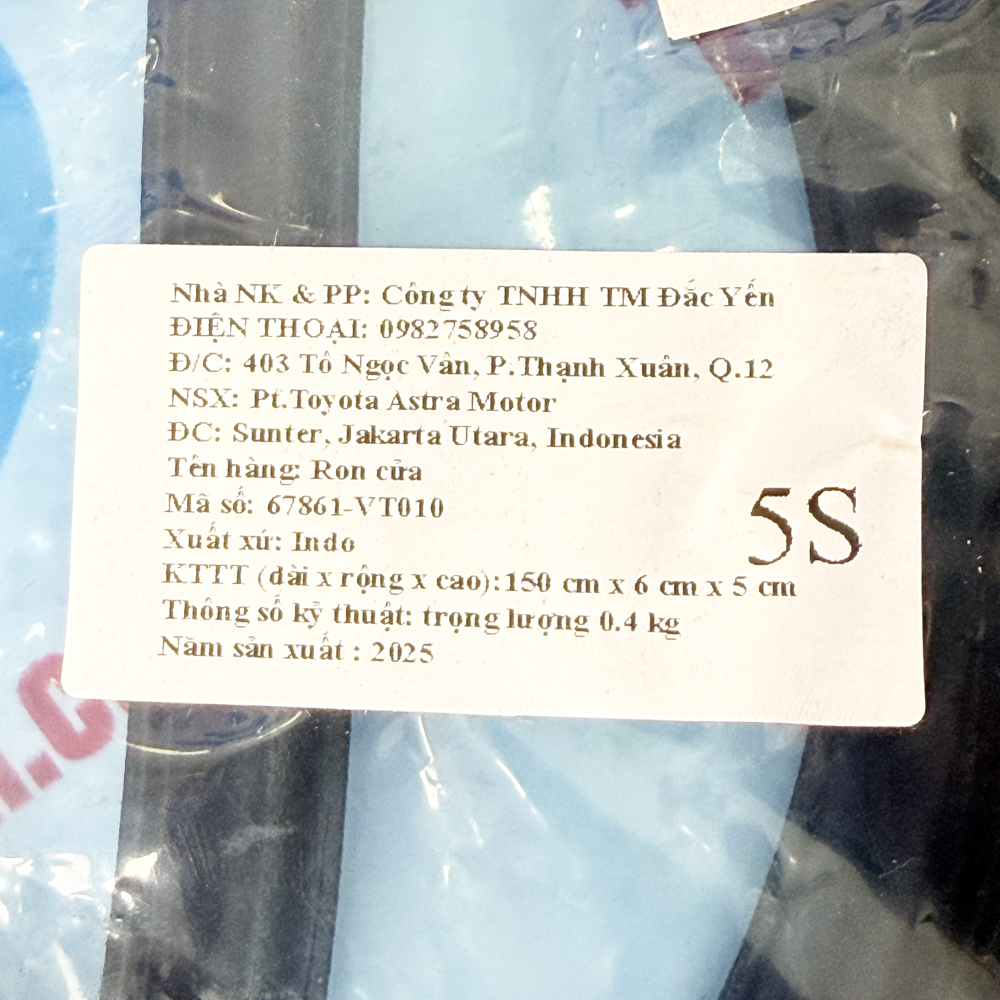 Nhà NK & PP: Công ty TNHH TM Đắc Yến
ĐIỆN THOẠI: 0982758958
Đ/C: 403 Tô Ngọc Vân, P.Thạnh Xuân, Q.12
NSX: Pt.Toyota Astra Motor
ĐC: Sunter, Jakarta Utara, Indonesia
Tên hàng: Ron cửa
Mã số: 67861-VT010
Xuất xứ: Indo
5S
KTTT (dài x rộng x cao):150 cm x 6 cm x 5 cm
Thông số kỷ thuật: trọng lượng 0.4 kg
Năm sản xuất : 2025